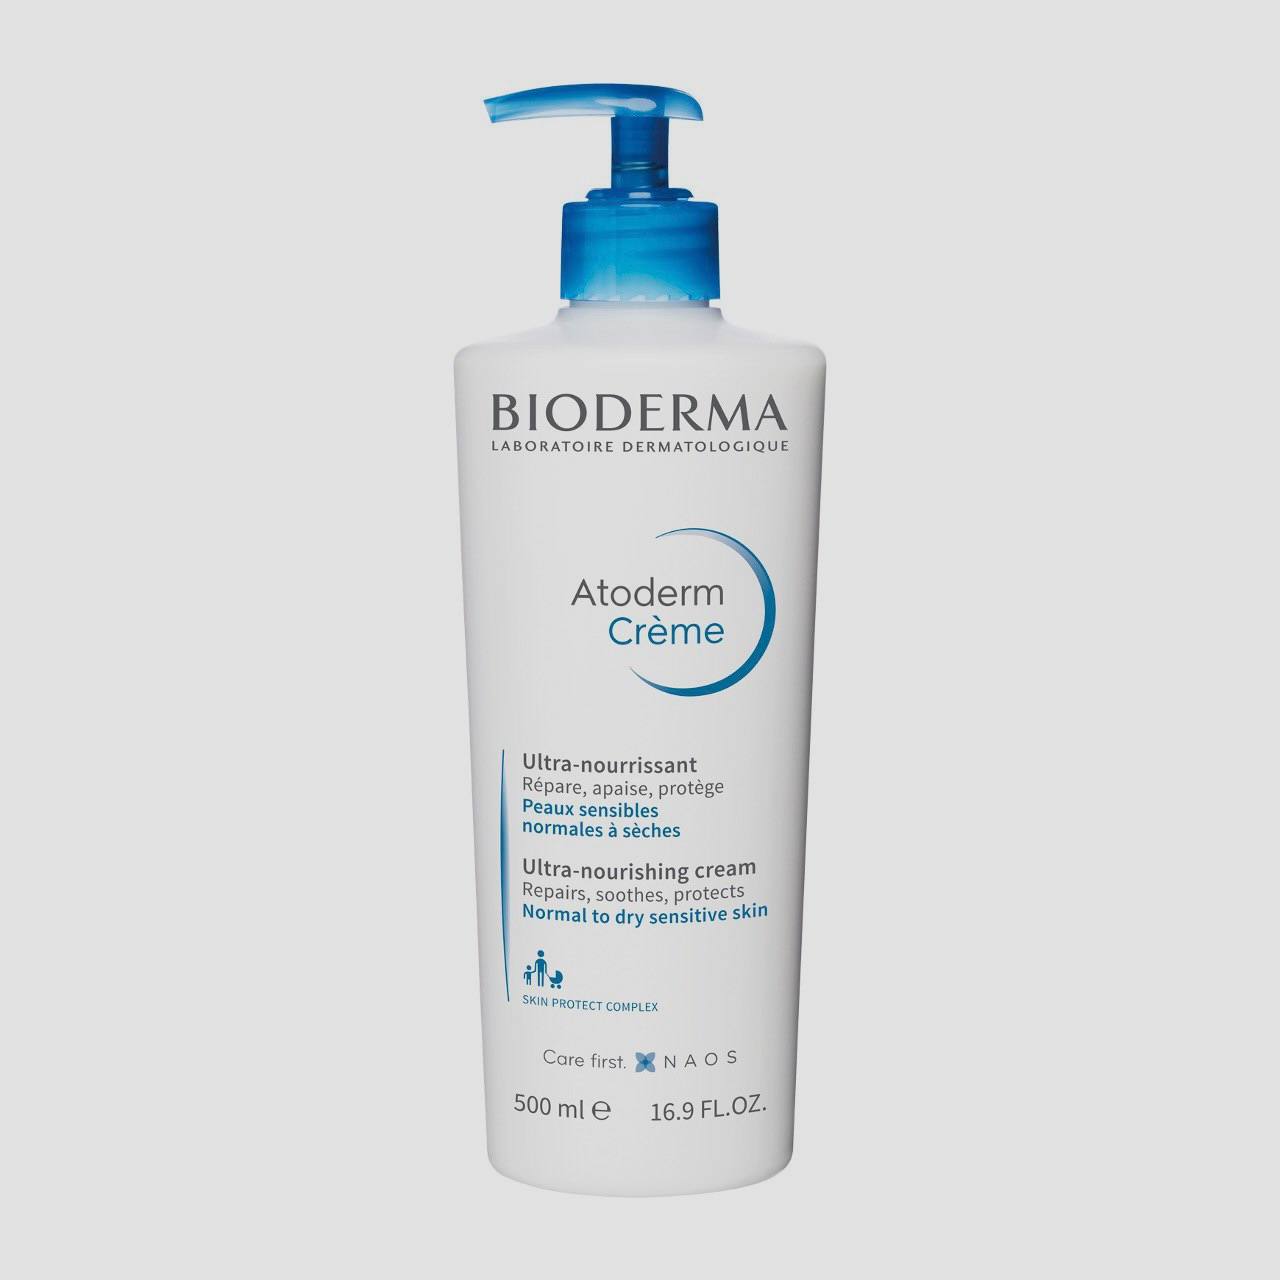 BIODERMA
LABORATOIRE DERMATOLOGIQUE
Atoderm
Crème
Ultra-nourrissant
Répare, apaise, protège
Peaux sensibles
normales à sèches
Ultra-nourishing cream
Repairs, soothes, protects
Normal to dry sensitive skin
SKIN PROTECT COMPLEX
Care first. NAOS
500 ml ℮ 16.9 FL.OZ.